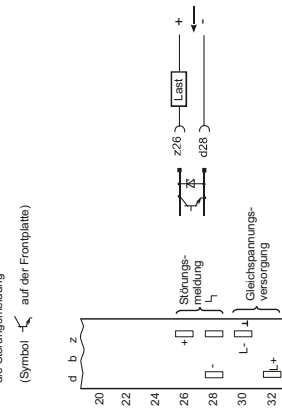 die Störungsmeldung
(Symbol auf der Frontplatte)
d b z
20
22
24
26
28
30
32
+
-
L-
L+
Störungs-
meldung
Gleichspannungs-
versorgung
z26
d28
Last
+
-